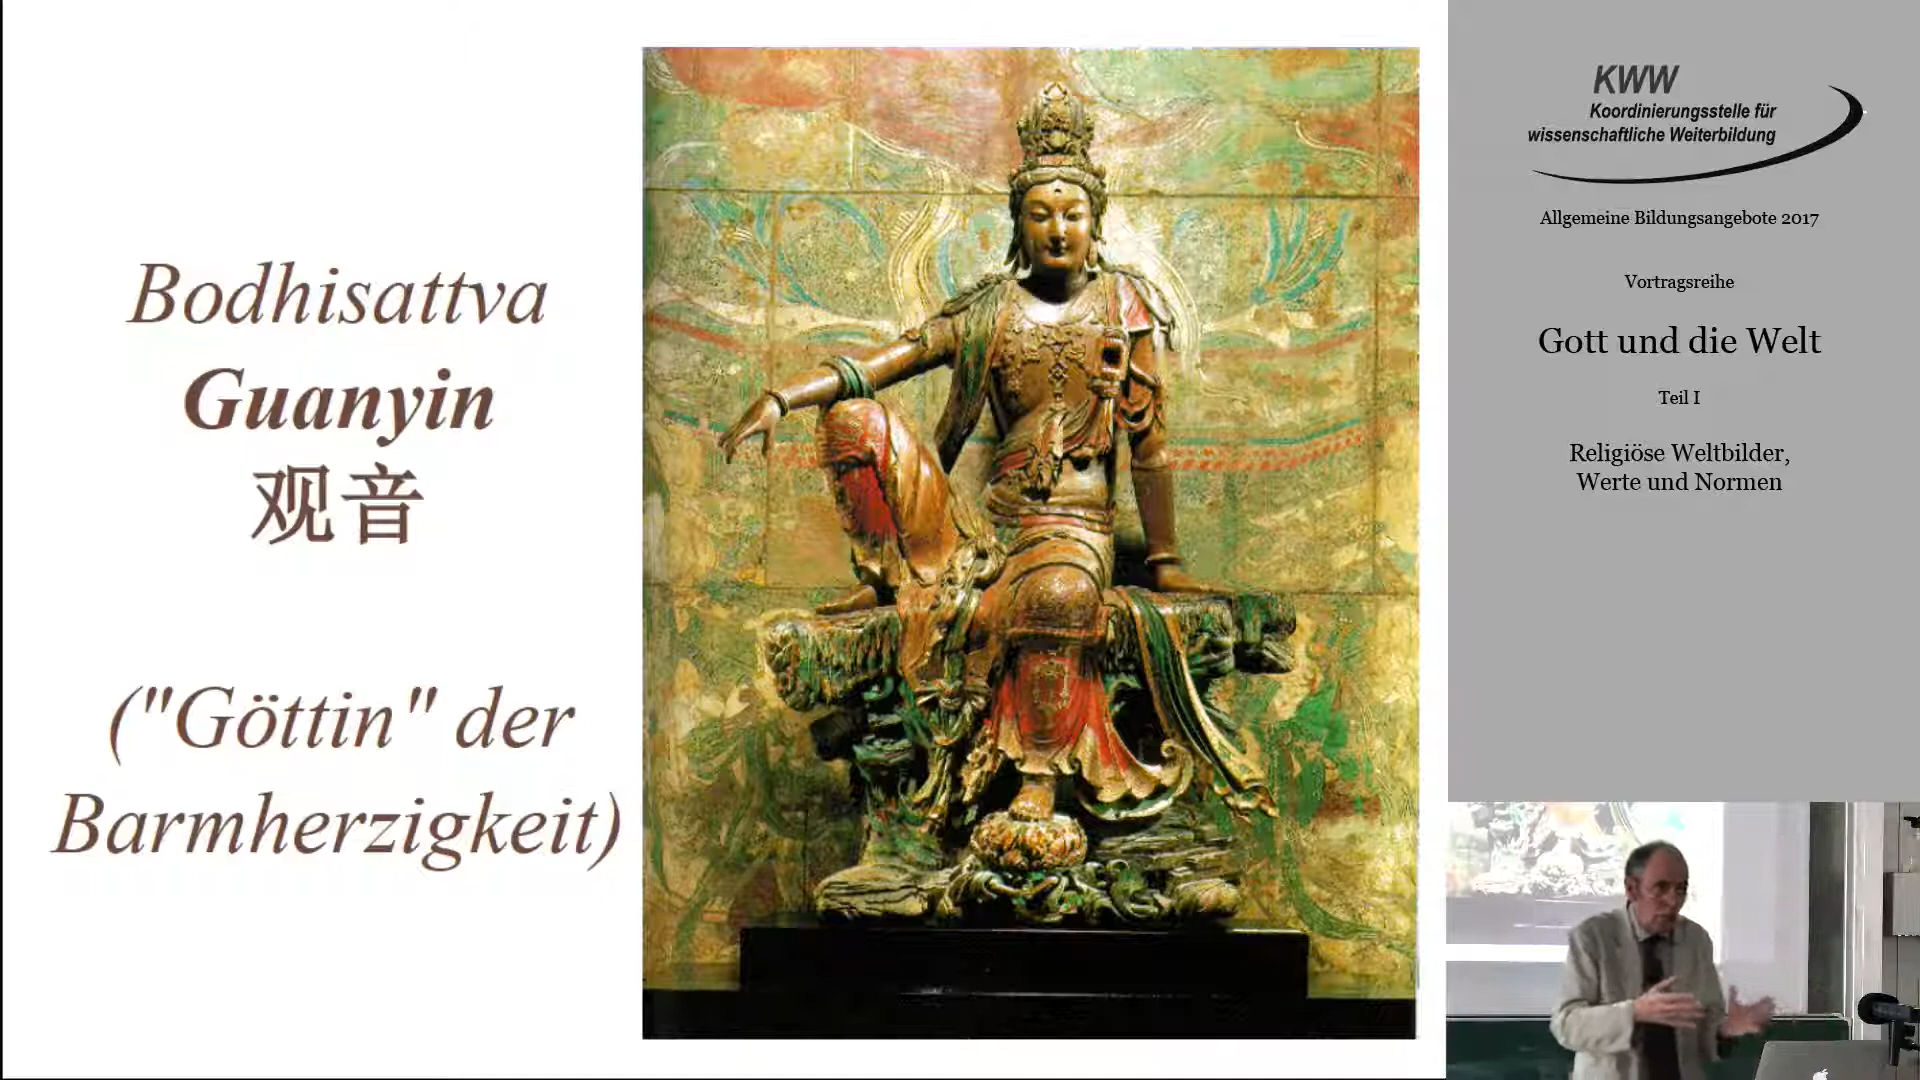 Bodhisattva
Guanyin
观音
("Göttin" der
Barmherzigkeit)
KWW
Koordinierungsstelle für
wissenschaftliche Weiterbildung
Allgemeine Bildungsangebote 2017
Vortragsreihe
Gott und die Welt
Teil I
Religiöse Weltbilder,
Werte und Normen